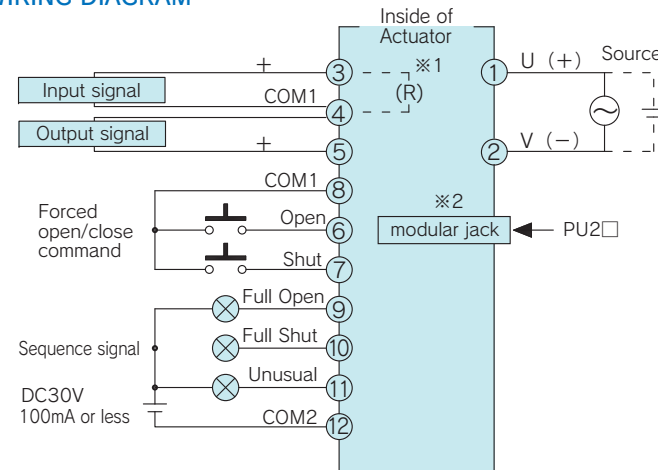 WIRING DIAGRAM
Inside of
Actuator
Input signal
+
COM1
Output signal
+
③
④
⑤
※1
(R)
①
U (+)
Source
②
V (−)
COM1
⑧
Forced
open/close
command
Open
⑥
Shut
⑦
※2
modular jack
PU2□
Full Open
⑨
Sequence signal
Full Shut
⑩
Unusual
⑪
DC30V
100mA or less
COM2
⑫